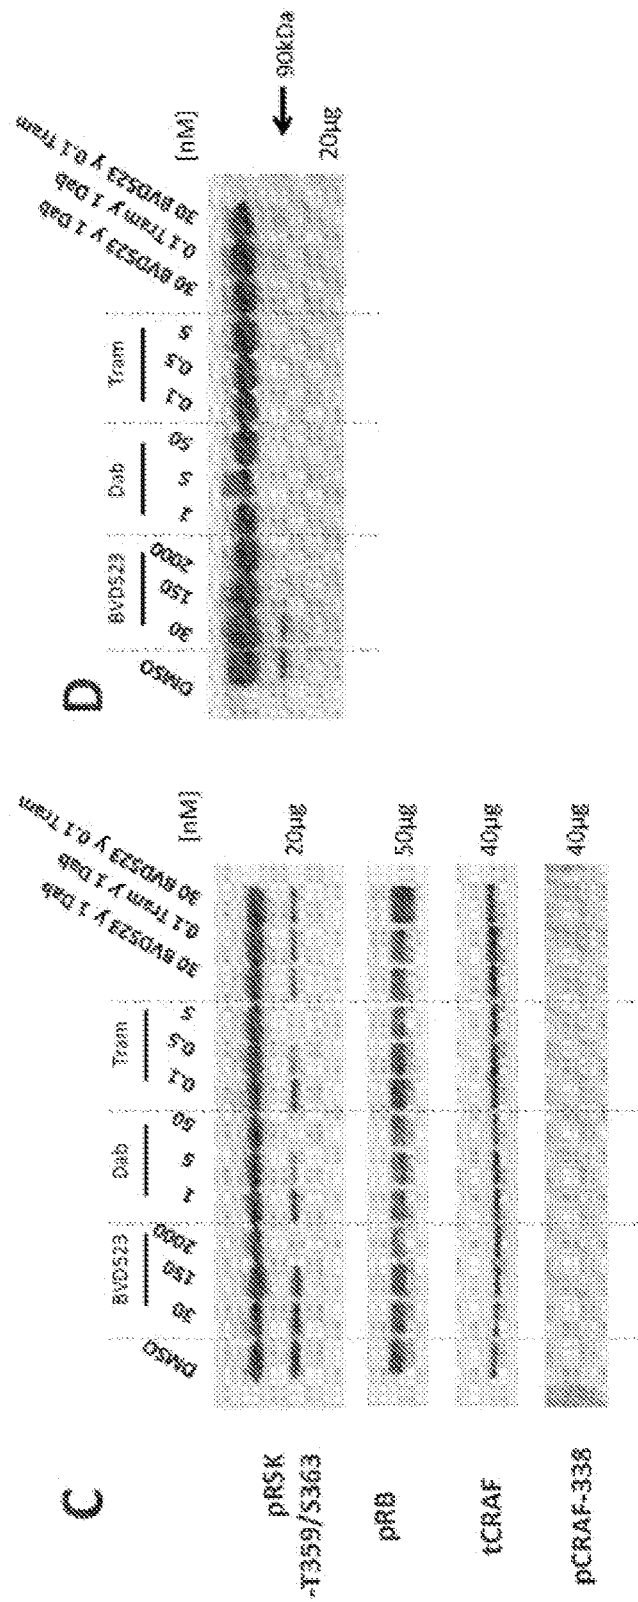 C
BVD523 Dab Tram
DMSO 30 150 2000 1 5 50 0.1 0.5 5 30 BVD523 y 1 Dab 0.1 Tram y 1 Dab 30 BVD523 y 0.1 Tram [nM]
pRSK
-T359/S363
20µg
pRB 50µg
tCRAF 40µg
pCRAF-338 40µg
D
BVD523 Dab Tram
DMSO 30 150 2000 1 5 50 0.1 0.5 5 30 BVD523 y 1 Dab 0.1 Tram y 1 Dab 30 BVD523 y 0.1 Tram [nM]
90kDa
20µg